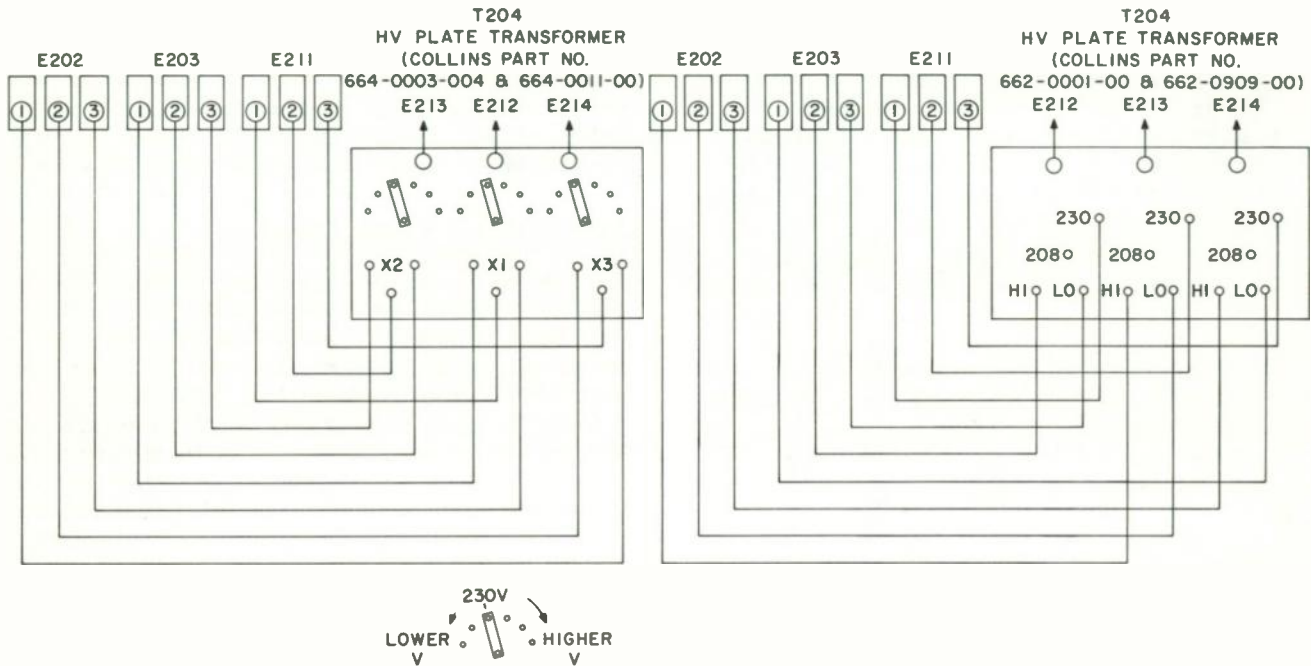 T204
HV PLATE TRANSFORMER
(COLLINS PART NO.
664-0003-004 & 664-0011-00)
E202 E203 E211
① ② ③ ① ② ③ ① ② ③
E213 E212 E214
X2 X1 X3
230V
LOWER V
HIGHER V
T204
HV PLATE TRANSFORMER
(COLLINS PART NO.
662-0001-00 & 662-0909-00)
E202 E203 E211
① ② ③ ① ② ③ ① ② ③
E212 E213 E214
230 230 230
208 208 208
HI LO HI LO HI LO